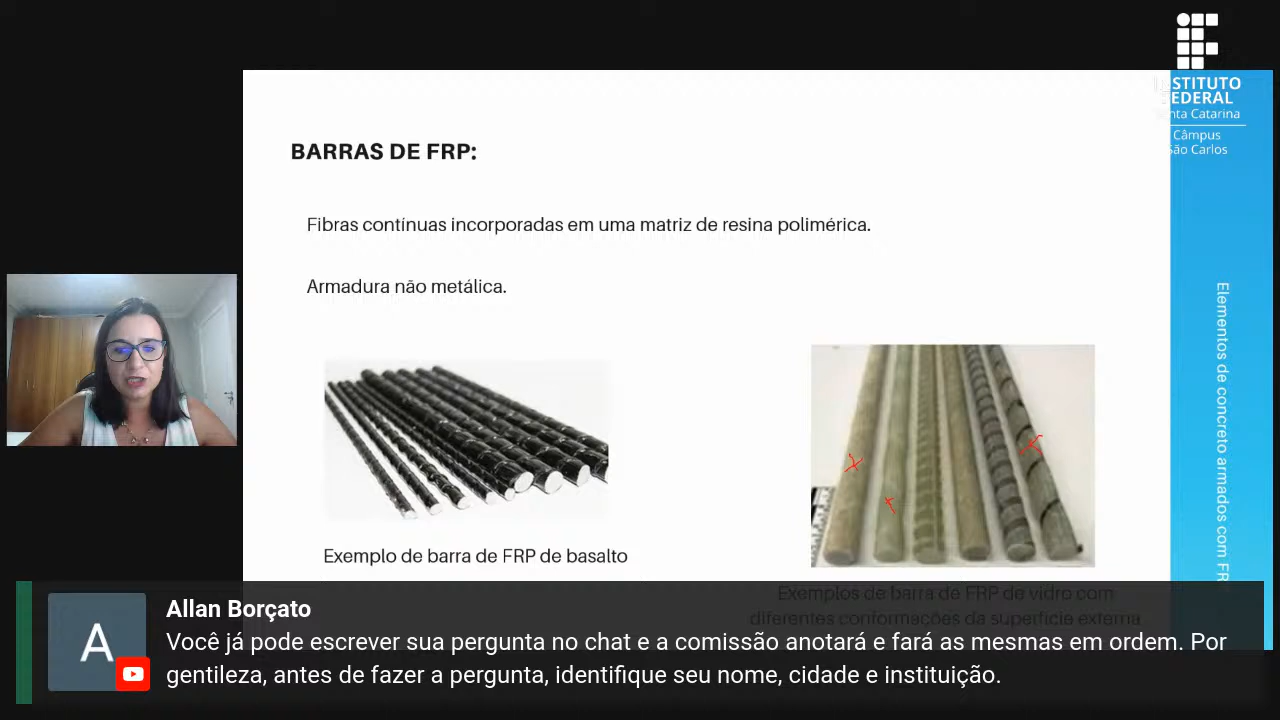 INSTITUTO
FEDERAL
Santa Catarina
Câmpus
São Carlos
BARRAS DE FRP:
Fibras contínuas incorporadas em uma matriz de resina polimérica.
Armadura não metálica.
Elementos de concreto armados com FR
Exemplo de barra de FRP de basalto
Exemplos de barra de FRP de vidro com
diferentes conformações da superfície externa
A
Allan Borçato
Você já pode escrever sua pergunta no chat e a comissão anotará e fará as mesmas em ordem. Por
gentileza, antes de fazer a pergunta, identifique seu nome, cidade e instituição.